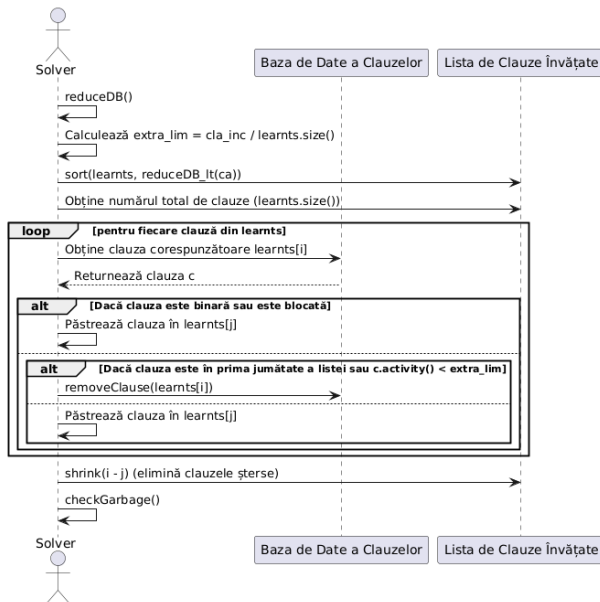 Solver
Baza de Date a Clauzelor
Lista de Clauze Învățate
reduceDB()
Calculează extra_lim = cla_inc / learnts.size()
sort(learnts, reduceDB_lt(ca))
Obține numărul total de clauze (learnts.size())
loop [pentru fiecare clauză din learnts]
Obține clauza corespunzătoare learnts[i]
Returnează clauza c
alt [Dacă clauza este binară sau este blocată]
Păstrează clauza în learnts[j]
alt [Dacă clauza este în prima jumătate a listei sau c.activity() < extra_lim]
removeClause(learnts[i])
Păstrează clauza în learnts[j]
shrink(i - j) (elimină clauzele șterse)
checkGarbage()
Solver
Baza de Date a Clauzelor
Lista de Clauze Învățate